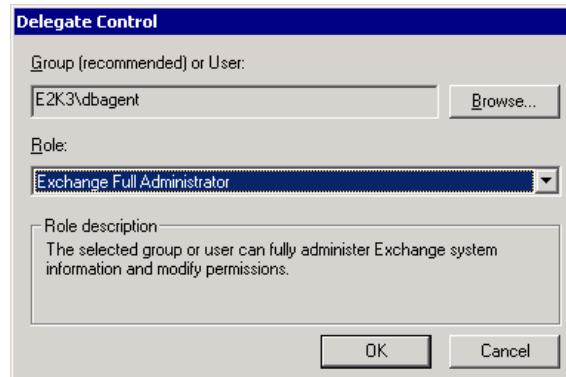 Delegate Control
Group (recommended) or User:
E2K3\dbagent
Browse...
Role:
Exchange Full Administrator
Role description
The selected group or user can fully administer Exchange system
information and modify permissions.
OK
Cancel